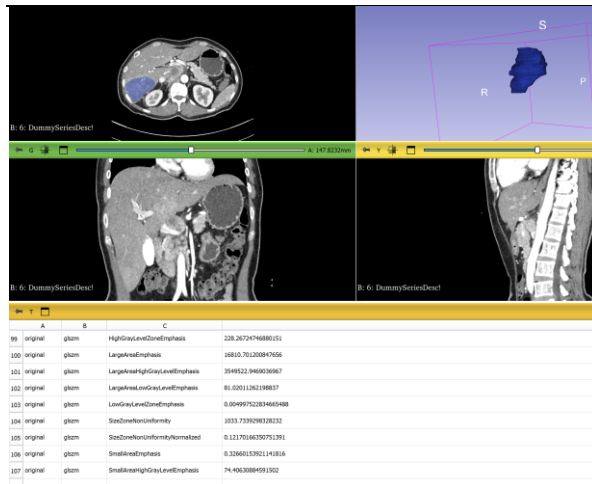 S
R
P
B: 6: DummySeriesDesc!
G
A: 147.8232mm
Y
B: 6: DummySeriesDesc!
B: 6: DummySeriesDesc!
T
A B C
99 original glszm HighGrayLevelZoneEmphasis 228.26724746880151
100 original glszm LargeAreaEmphasis 16810.701200847656
101 original glszm LargeAreaHighGrayLevelEmphasis 3549522.9469036967
102 original glszm LargeAreaLowGrayLevelEmphasis 81.02011262198837
103 original glszm LowGrayLevelZoneEmphasis 0.004997522834665488
104 original glszm SizeZoneNonUniformity 1033.7339298328232
105 original glszm SizeZoneNonUniformityNormalized 0.12170166350751391
106 original glszm SmallAreaEmphasis 0.32660153921141816
107 original glszm SmallAreaHighGrayLevelEmphasis 74.40630884591502